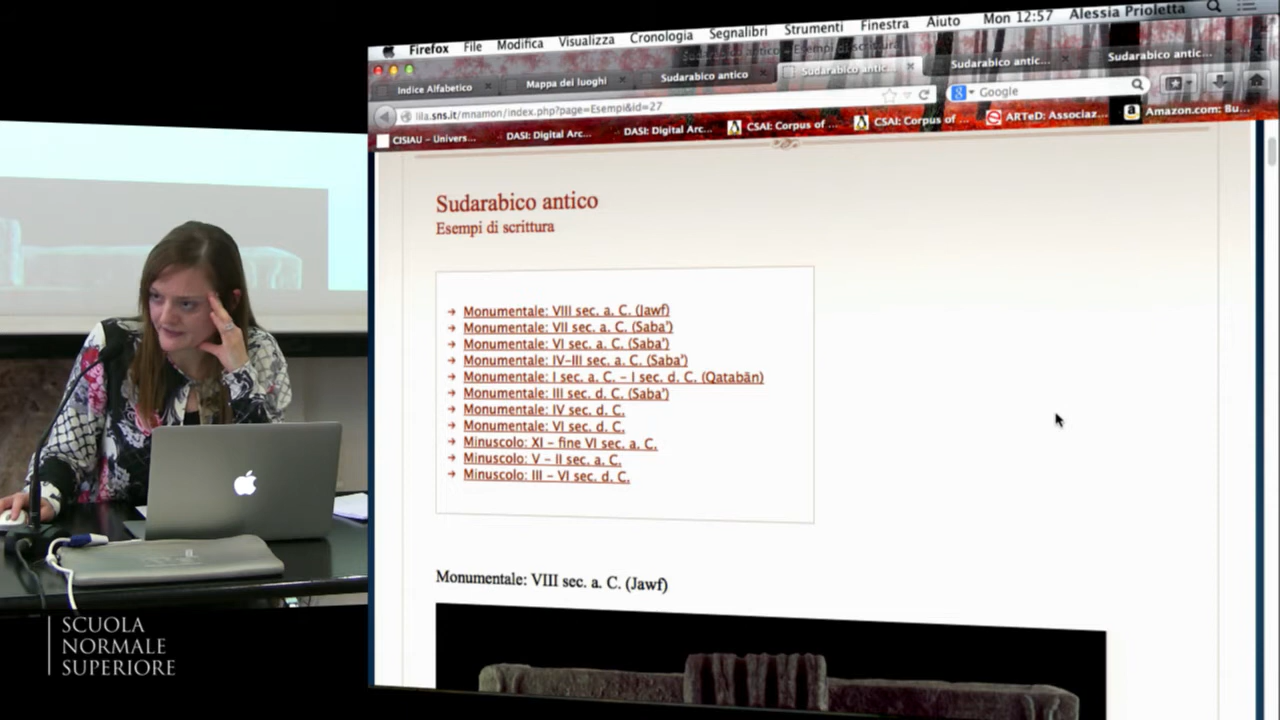 Firefox File Modifica Visualizza Cronologia Segnalibri Strumenti Finestra Aiuto Mon 12:57 Alessia Prioletta
Indice Alfabetico Mappa dei luoghi Sudarabico antico Sudarabico antic... Sudarabico antic... Sudarabico antic...
lila.sns.it/mnamon/index.php?page=Esempi&id=27 Google
CISIAU – Univers... DASI: Digital Arc... DASI: Digital Arc... CSAI: Corpus of ... CSAI: Corpus of ... ARTeD: Associaz... Amazon.com: Bu...
Sudarabico antico
Esempi di scrittura
Monumentale: VIII sec. a. C. (Jawf)
Monumentale: VII sec. a. C. (Saba')
Monumentale: VI sec. a. C. (Saba')
Monumentale: IV-III sec. a. C. (Saba')
Monumentale: I sec. a. C. - I sec. d. C. (Qatabān)
Monumentale: III sec. d. C. (Saba')
Monumentale: IV sec. d. C.
Monumentale: VI sec. d. C.
Minuscolo: XI - fine VI sec. a. C.
Minuscolo: V - II sec. a. C.
Minuscolo: III - VI sec. d. C.
Monumentale: VIII sec. a. C. (Jawf)
SCUOLA
NORMALE
SUPERIORE